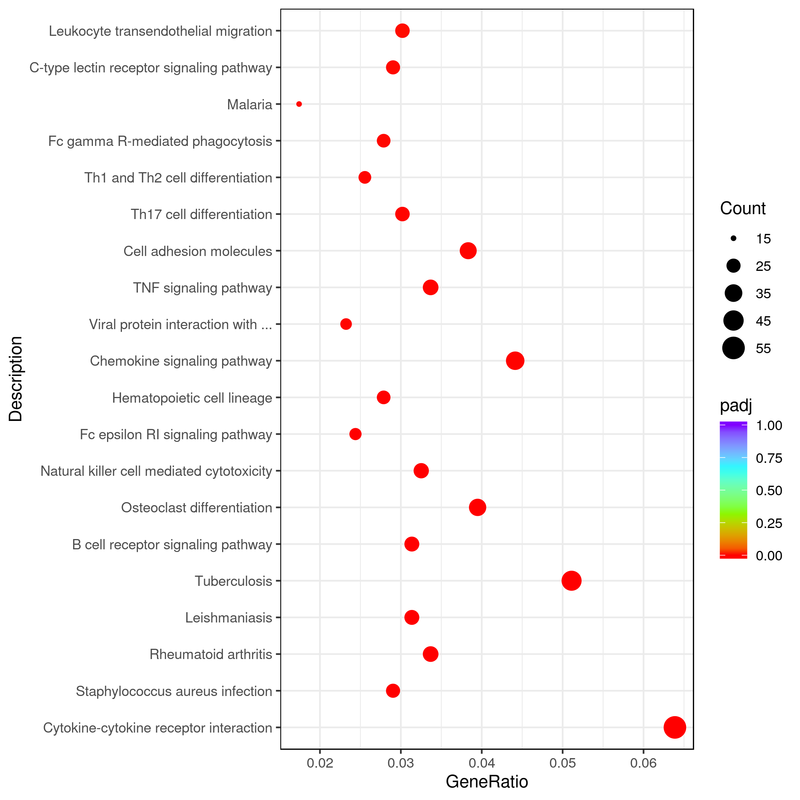 Leukocyte transendothelial migration
C-type lectin receptor signaling pathway
Malaria
Fc gamma R-mediated phagocytosis
Th1 and Th2 cell differentiation
Th17 cell differentiation
Cell adhesion molecules
TNF signaling pathway
Viral protein interaction with ...
Chemokine signaling pathway
Hematopoietic cell lineage
Fc epsilon RI signaling pathway
Natural killer cell mediated cytotoxicity
Osteoclast differentiation
B cell receptor signaling pathway
Tuberculosis
Leishmaniasis
Rheumatoid arthritis
Staphylococcus aureus infection
Cytokine-cytokine receptor interaction
Description
0.02 0.03 0.04 0.05 0.06
GeneRatio
Count
15
25
35
45
55
padj
1.00
0.75
0.50
0.25
0.00